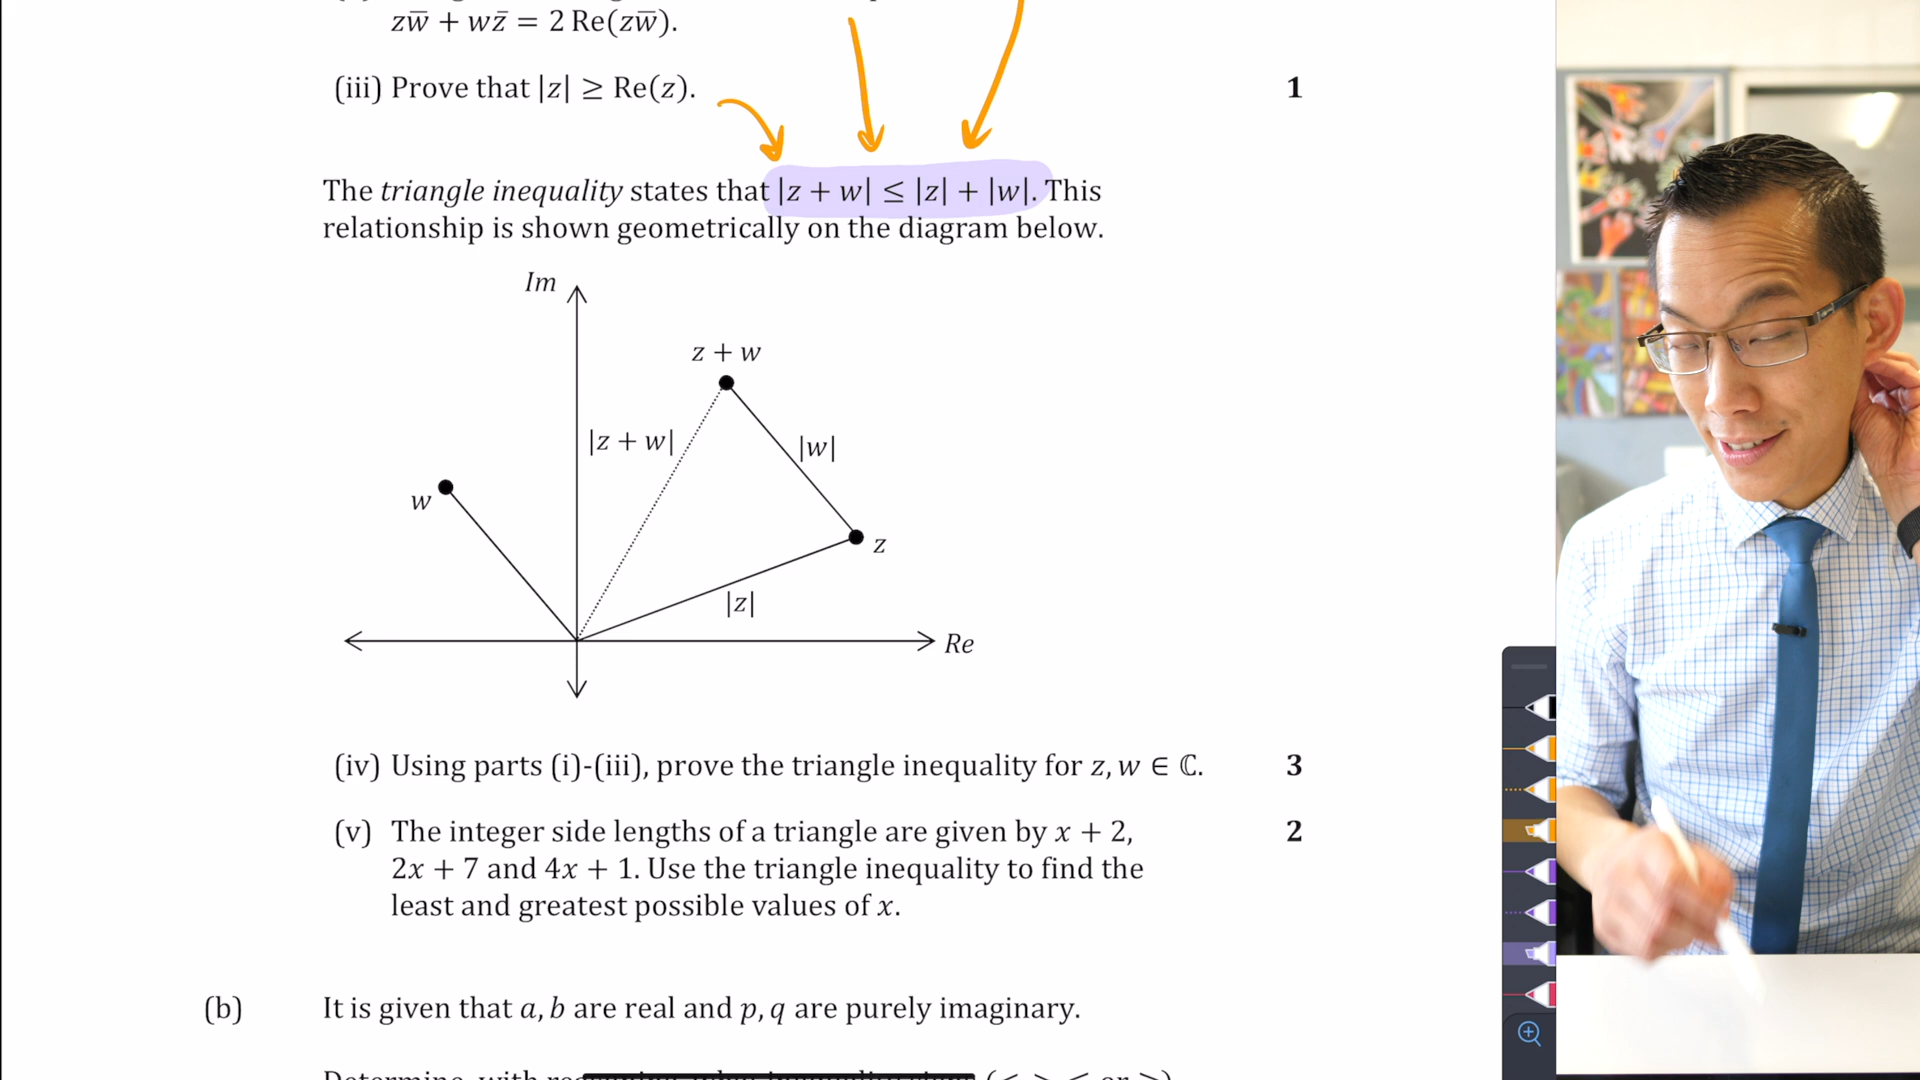 zw̅ + wz̅ = 2 Re(zw̅).
(iii) Prove that |z| ≥ Re(z). 1
The triangle inequality states that |z + w| ≤ |z| + |w|. This
relationship is shown geometrically on the diagram below.
Im
z + w
|z + w|
|w|
w
z
|z|
Re
(iv) Using parts (i)-(iii), prove the triangle inequality for z, w ∈ ℂ. 3
(v) The integer side lengths of a triangle are given by x + 2, 2
2x + 7 and 4x + 1. Use the triangle inequality to find the
least and greatest possible values of x.
(b) It is given that a, b are real and p, q are purely imaginary.